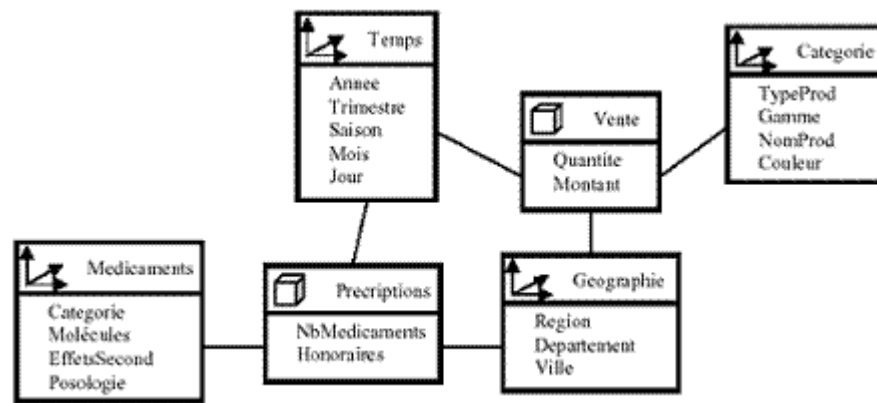 Temps
Annee
Trimestre
Saison
Mois
Jour
Vente
Quantite
Montant
Categorie
TypeProd
Gamme
NomProd
Couleur
Medicaments
Categorie
Molécules
EffetsSecond
Posologie
Precriptions
NbMedicaments
Honoraires
Geographie
Region
Departement
Ville